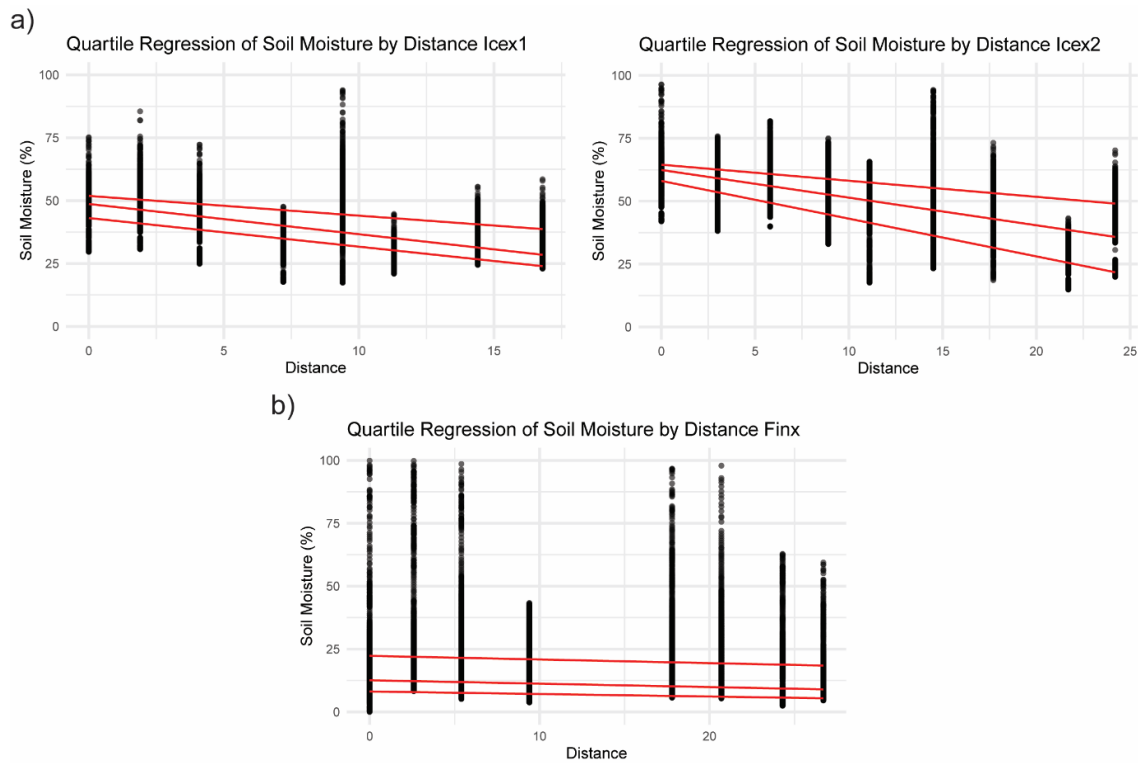 a)
Quartile Regression of Soil Moisture by Distance Icex1
100
75
50
25
0
Soil Moisture (%)
0 5 10 15
Distance
Quartile Regression of Soil Moisture by Distance Icex2
100
75
50
25
0
Soil Moisture (%)
0 5 10 15 20 25
Distance
b)
Quartile Regression of Soil Moisture by Distance Finx
100
75
50
25
0
Soil Moisture (%)
0 10 20
Distance